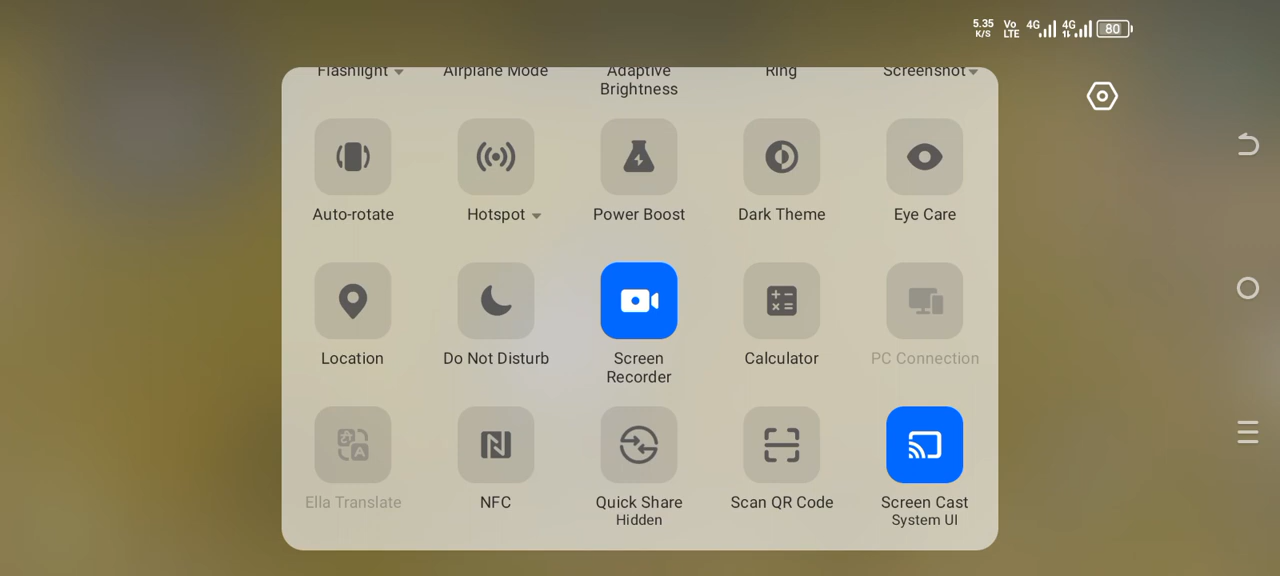 5.35
K/S
Vo
LTE
4G
4G
80
Flashlight
Airplane Mode
Adaptive
Brightness
Ring
Screenshot
Auto-rotate
Hotspot
Power Boost
Dark Theme
Eye Care
Location
Do Not Disturb
Screen
Recorder
Calculator
PC Connection
Ella Translate
NFC
Quick Share
Hidden
Scan QR Code
Screen Cast
System UI